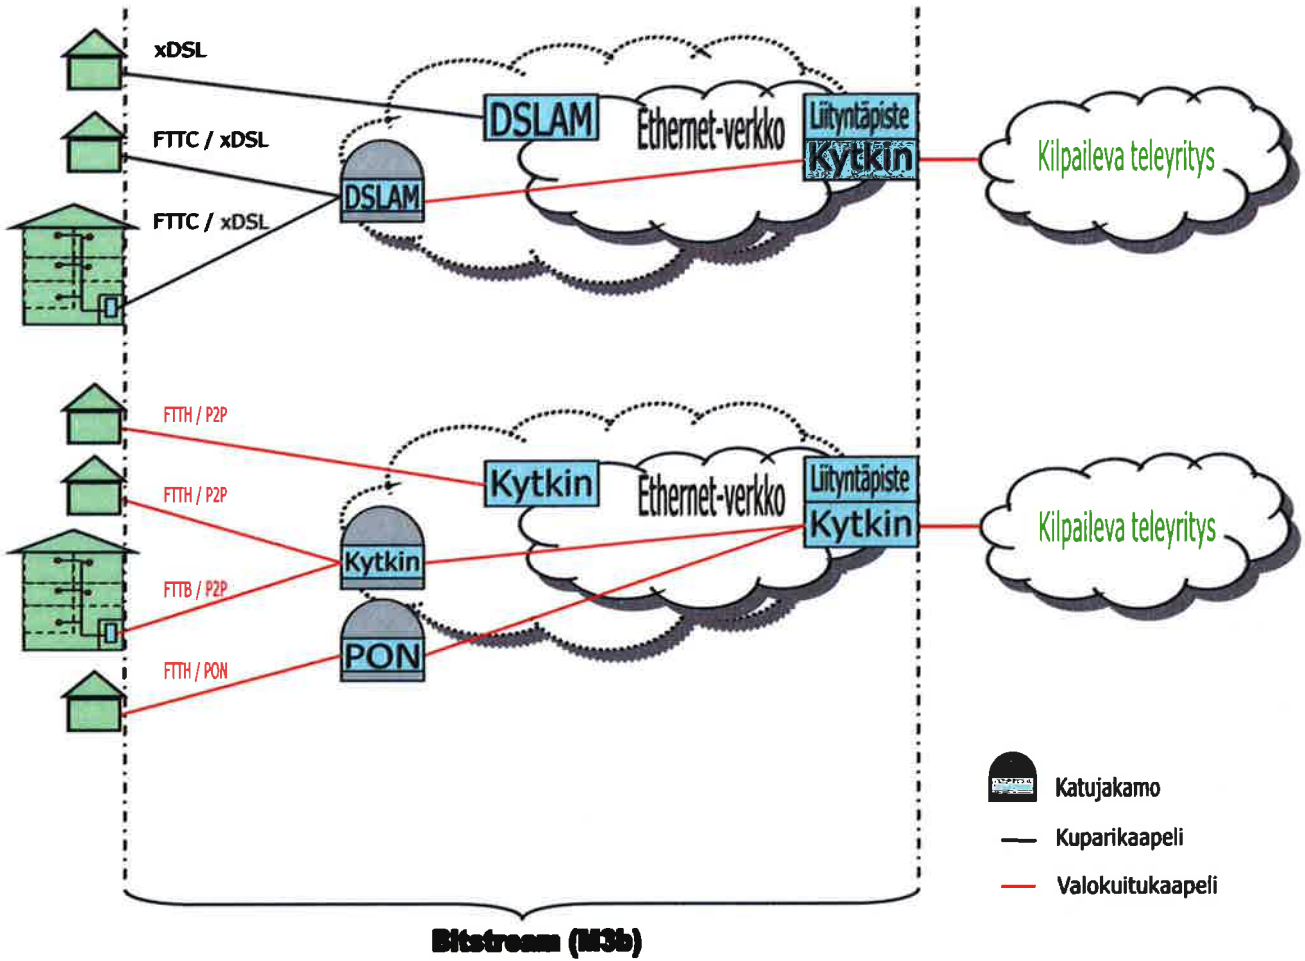 xDSL
DSLAM
Ethernet-verkko
Liityntäpiste
Kytkin
Kilpaileva teleyritys
FTTC / xDSL
DSLAM
FTTC / xDSL
FTTH / P2P
Kytkin
Ethernet-verkko
Liityntäpiste
Kytkin
Kilpaileva teleyritys
FTTH / P2P
Kytkin
FTTB / P2P
PON
FTTH / PON
Katujakamo
Kuparikaapeli
Valokuitukaapeli
Bitstream (M3b)